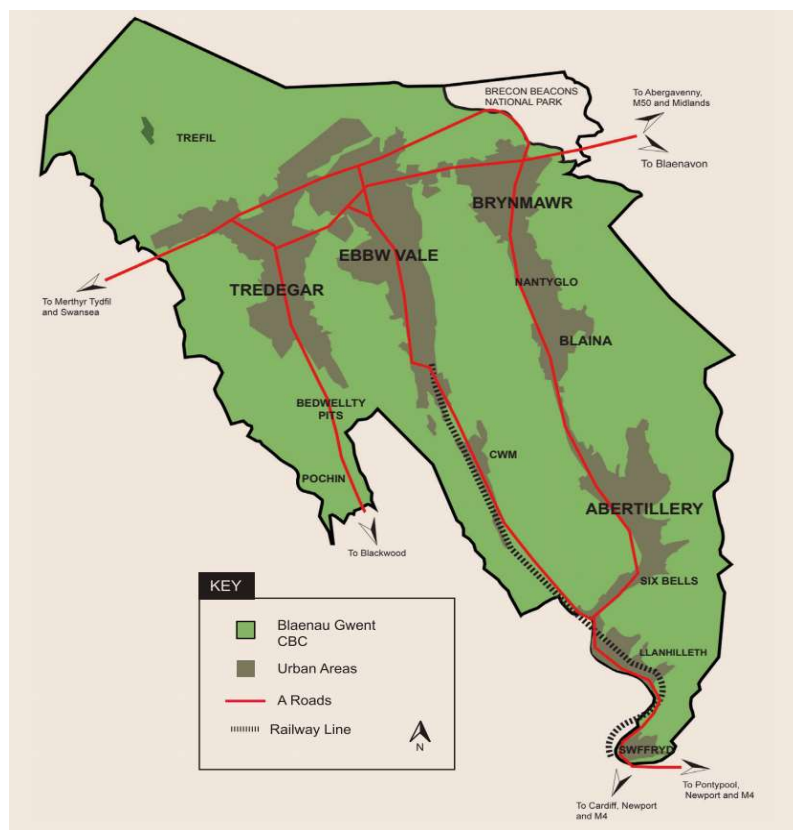 BRECON BEACONS
NATIONAL PARK
To Abergavenny,
M50 and Midlands
TREFIL
To Blaenavon
BRYNMAWR
EBBW VALE
TREDEGAR
NANTYGLO
To Merthyr Tydfil
and Swansea
BLAINA
BEDWELLTY
PITS
CWM
POCHIN
ABERTILLERY
To Blackwood
SIX BELLS
KEY
Blaenau Gwent
CBC
Urban Areas
A Roads
Railway Line
N
LLANHILLETH
SWFFRYD
To Pontypool,
Newport and M4
To Cardiff, Newport
and M4